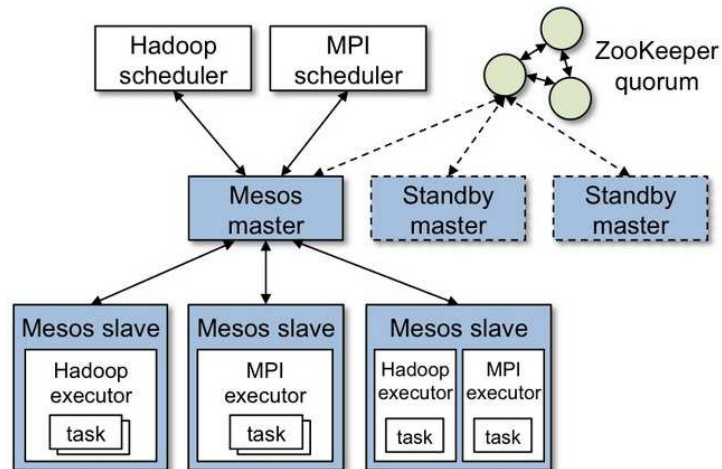 Hadoop
scheduler
MPI
scheduler
ZooKeeper
quorum
Mesos
master
Standby
master
Standby
master
Mesos slave
Hadoop
executor
task
Mesos slave
MPI
executor
task
Mesos slave
Hadoop
executor
task
MPI
executor
task